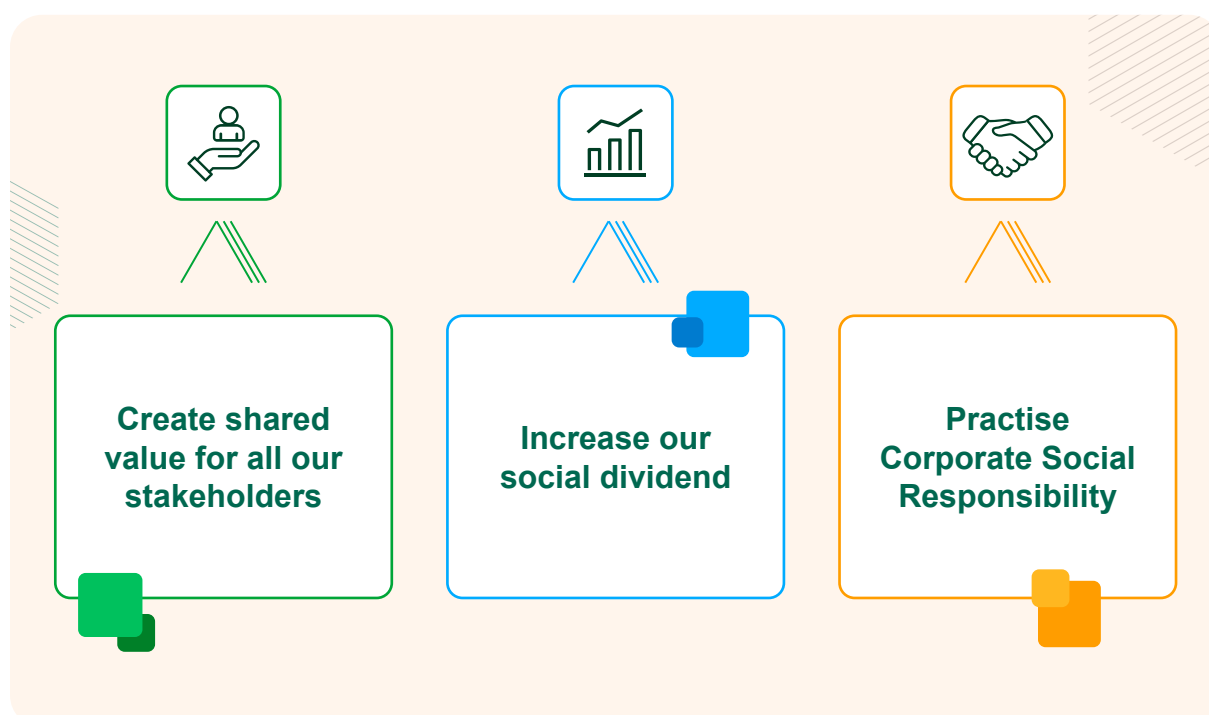 Create shared
value for all our
stakeholders
Increase our
social dividend
Practise
Corporate Social
Responsibility